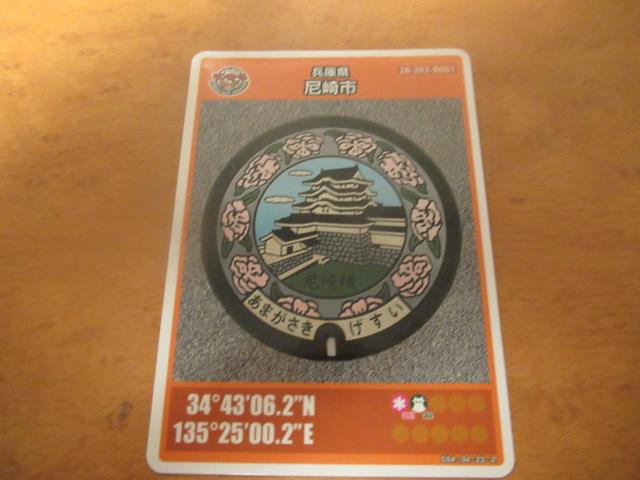 兵庫県
尼崎市
28-202-B001
尼崎城
あまがさき げすい
34°43'06.2"N
135°25'00.2"E